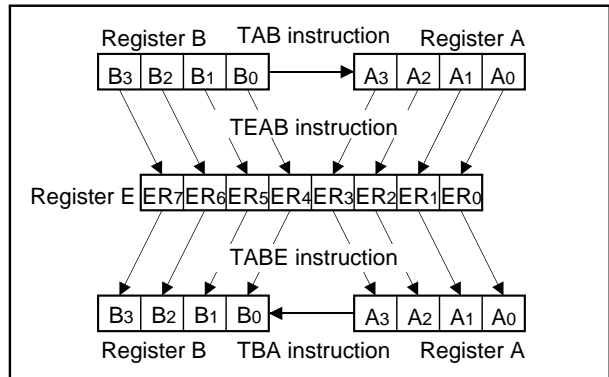 Register B TAB instruction Register A
B3 B2 B1 B0 A3 A2 A1 A0
TEAB instruction
Register E ER7 ER6 ER5 ER4 ER3 ER2 ER1 ER0
TABE instruction
B3 B2 B1 B0 A3 A2 A1 A0
Register B TBA instruction Register A